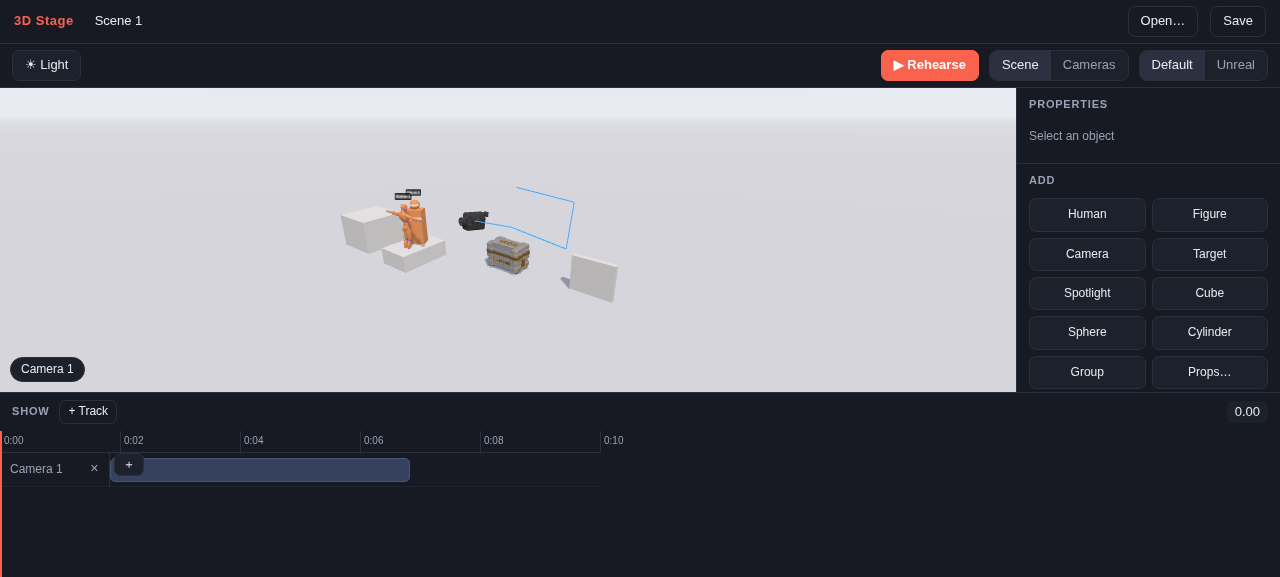 3D Stage Scene 1 Open… Save
☀ Light ▶ Rehearse Scene Cameras Default Unreal
PROPERTIES
Select an object
ADD
Human Figure
Camera Target
Spotlight Cube
Sphere Cylinder
Group Props…
Camera 1
SHOW + Track 0.00
0:00 0:02 0:04 0:06 0:08 0:10
Camera 1 × +